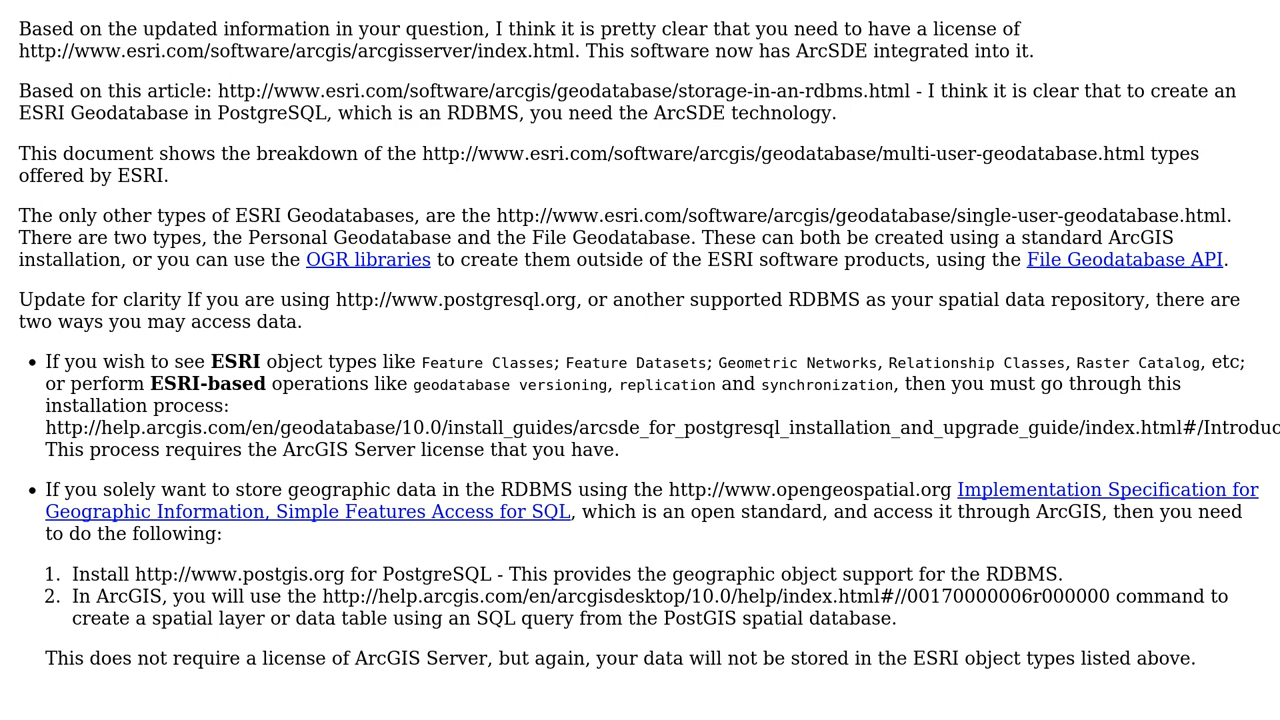 Based on the updated information in your question, I think it is pretty clear that you need to have a license of
http://www.esri.com/software/arcgis/arcgisserver/index.html. This software now has ArcSDE integrated into it.
Based on this article: http://www.esri.com/software/arcgis/geodatabase/storage-in-an-rdbms.html - I think it is clear that to create an
ESRI Geodatabase in PostgreSQL, which is an RDBMS, you need the ArcSDE technology.
This document shows the breakdown of the http://www.esri.com/software/arcgis/geodatabase/multi-user-geodatabase.html types
offered by ESRI.
The only other types of ESRI Geodatabases, are the http://www.esri.com/software/arcgis/geodatabase/single-user-geodatabase.html.
There are two types, the Personal Geodatabase and the File Geodatabase. These can both be created using a standard ArcGIS
installation, or you can use the OGR libraries to create them outside of the ESRI software products, using the File Geodatabase API.
Update for clarity If you are using http://www.postgresql.org, or another supported RDBMS as your spatial data repository, there are
two ways you may access data.
• If you wish to see ESRI object types like Feature Classes; Feature Datasets; Geometric Networks, Relationship Classes, Raster Catalog, etc;
or perform ESRI-based operations like geodatabase versioning, replication and synchronization, then you must go through this
installation process:
http://help.arcgis.com/en/geodatabase/10.0/install_guides/arcsde_for_postgresql_installation_and_upgrade_guide/index.html#/Introduc
This process requires the ArcGIS Server license that you have.
• If you solely want to store geographic data in the RDBMS using the http://www.opengeospatial.org Implementation Specification for
Geographic Information, Simple Features Access for SQL, which is an open standard, and access it through ArcGIS, then you need
to do the following:
1. Install http://www.postgis.org for PostgreSQL - This provides the geographic object support for the RDBMS.
2. In ArcGIS, you will use the http://help.arcgis.com/en/arcgisdesktop/10.0/help/index.html#//00170000006r000000 command to
create a spatial layer or data table using an SQL query from the PostGIS spatial database.
This does not require a license of ArcGIS Server, but again, your data will not be stored in the ESRI object types listed above.